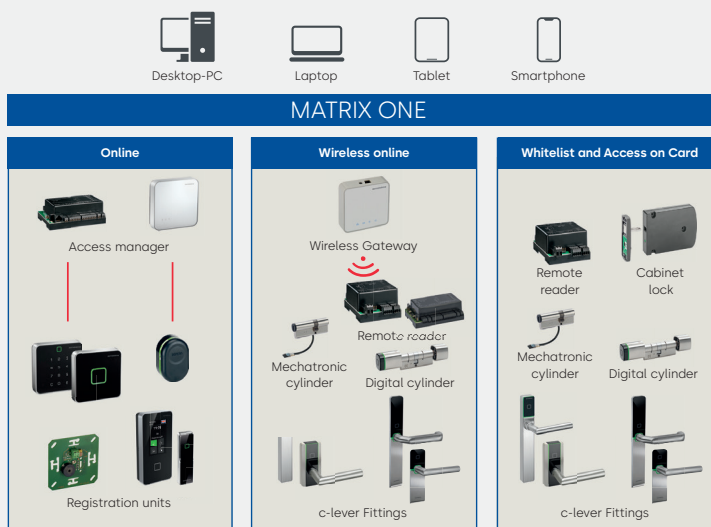 Desktop-PC
Laptop
Tablet
Smartphone
MATRIX ONE
Online
Access manager
Registration units
Wireless online
Wireless Gateway
Remote reader
Mechatronic
cylinder
Digital cylinder
c-lever Fittings
Whitelist and Access on Card
Remote
reader
Cabinet
lock
Mechatronic
cylinder
Digital cylinder
c-lever Fittings